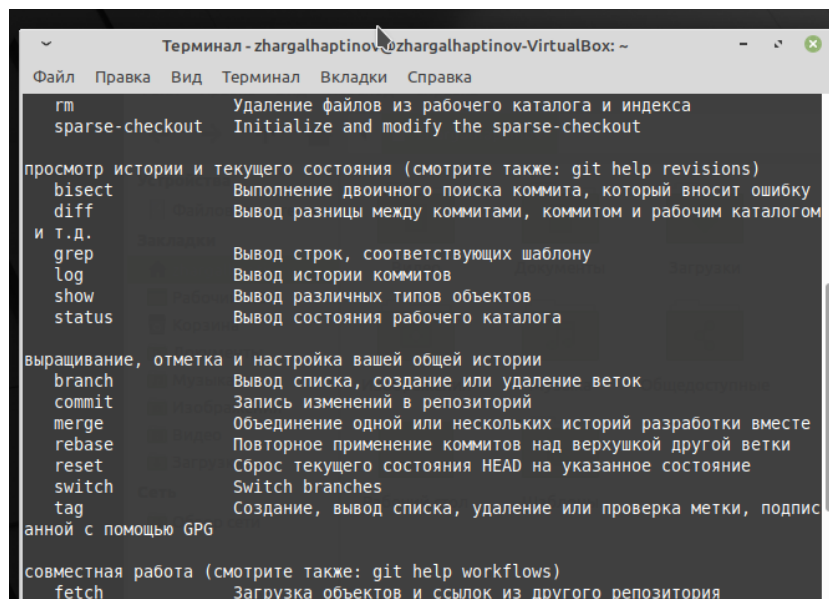 Терминал - zhargalhaptinov@zhargalhaptinov-VirtualBox: ~
Файл Правка Вид Терминал Вкладки Справка
rm Удаление файлов из рабочего каталога и индекса
sparse-checkout Initialize and modify the sparse-checkout
просмотр истории и текущего состояния (смотрите также: git help revisions)
bisect Выполнение двоичного поиска коммита, который вносит ошибку
diff Вывод разницы между коммитами, коммитом и рабочим каталогом
и т.д.
grep Вывод строк, соответствующих шаблону
log Вывод истории коммитов
show Вывод различных типов объектов
status Вывод состояния рабочего каталога
выращивание, отметка и настройка вашей общей истории
branch Вывод списка, создание или удаление веток
commit Запись изменений в репозиторий
merge Объединение одной или нескольких историй разработки вместе
rebase Повторное применение коммитов над верхушкой другой ветки
reset Сброс текущего состояния HEAD на указанное состояние
switch Switch branches
tag Создание, вывод списка, удаление или проверка метки, подпис
анной с помощью GPG
совместная работа (смотрите также: git help workflows)
fetch Загрузка объектов и ссылок из другого репозитория